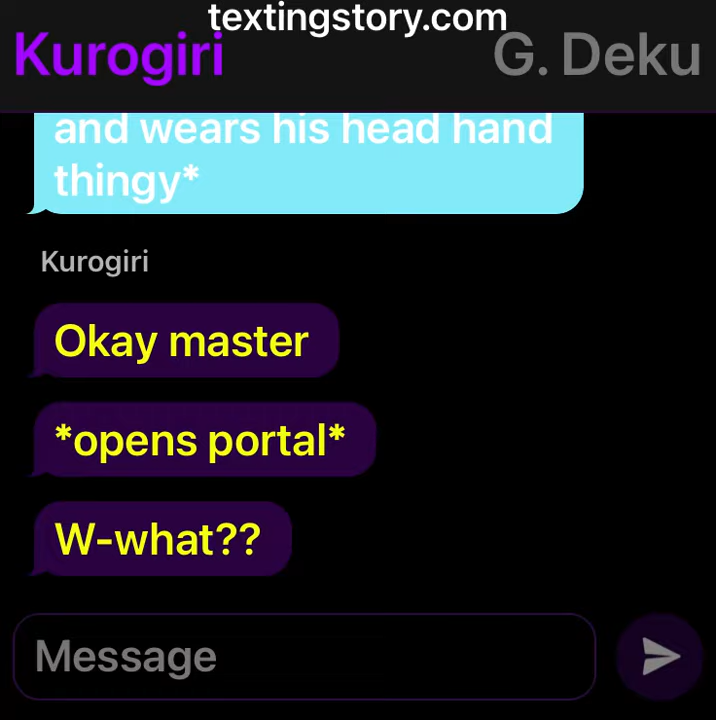 textingstory.com
Kurogiri
G. Deku
and wears his head hand
thingy*
Kurogiri
Okay master
*opens portal*
W-what??
Message